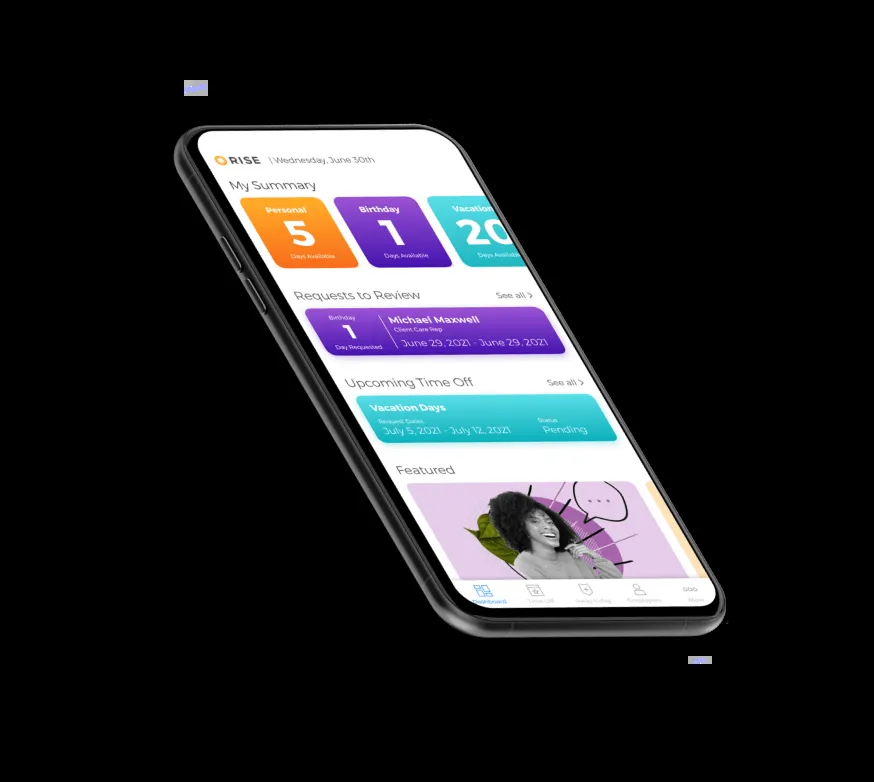 RISE | Wednesday, June 30th
My Summary
Personal
5
Days Available
Birthday
1
Days Available
Vacation
20
Days Available
Requests to Review
See all >
Birthday
1
Day Requested
Michael Maxwell
Client Care Rep
June 29, 2021 - June 29, 2021
Upcoming Time Off
See all >
Vacation Days
Request Dates
July 5, 2021 - July 12, 2021
Status
Pending
Featured
Dashboard
Time Off
Away Today
Employees
More